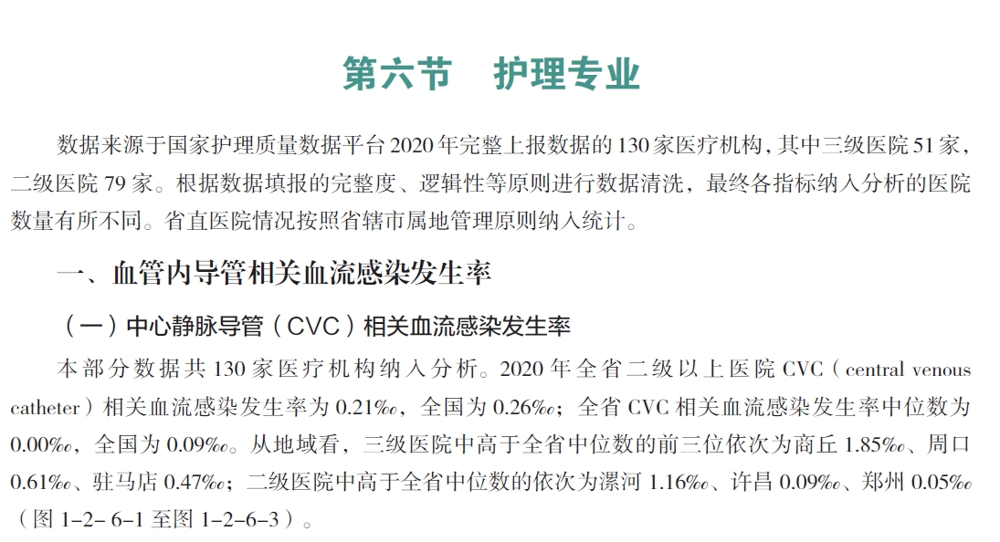 第六节　护理专业
数据来源于国家护理质量数据平台 2020 年完整上报数据的 130 家医疗机构，其中三级医院 51 家，
二级医院 79 家。根据数据填报的完整度、逻辑性等原则进行数据清洗，最终各指标纳入分析的医院
数量有所不同。省直医院情况按照省辖市属地管理原则纳入统计。
一、血管内导管相关血流感染发生率
（一）中心静脉导管（CVC）相关血流感染发生率
本部分数据共 130 家医疗机构纳入分析。2020 年全省二级以上医院 CVC（central venous
catheter）相关血流感染发生率为 0.21‰，全国为 0.26‰；全省 CVC 相关血流感染发生率中位数为
0.00‰，全国为 0.09‰。从地域看，三级医院中高于全省中位数的前三位依次为商丘 1.85‰、周口
0.61‰、驻马店 0.47‰；二级医院中高于全省中位数的依次为漯河 1.16‰、许昌 0.09‰、郑州 0.05‰
（图 1-2- 6-1 至图 1-2-6-3）。